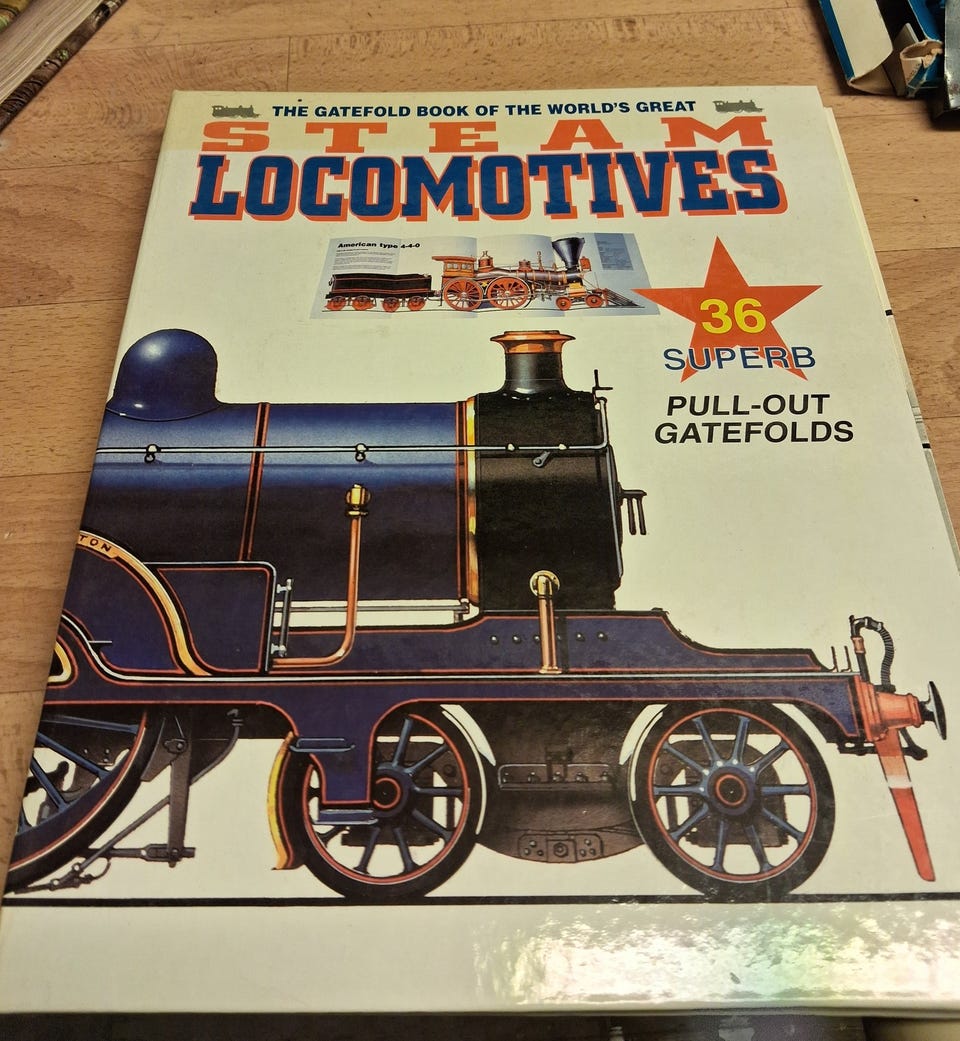 THE GATEFOLD BOOK OF THE WORLD'S GREAT
STEAM
LOCOMOTIVES
American type 4-4-0
36
SUPERB
PULL-OUT
GATEFOLDS
TON